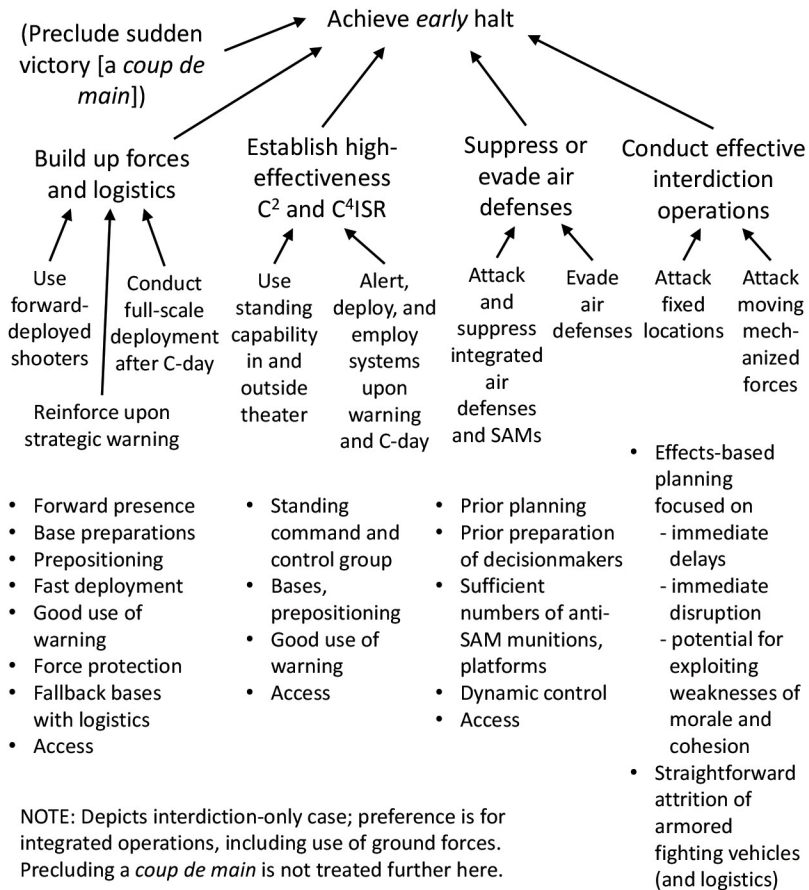 Achieve early halt
(Preclude sudden
victory [a coup de
main])
Build up forces
and logistics
Establish high-
effectiveness
C² and C⁴ISR
Suppress or
evade air
defenses
Conduct effective
interdiction
operations
Use
forward-
deployed
shooters
Conduct
full-scale
deployment
after C-day
Reinforce upon
strategic warning
Use
standing
capability
in and
outside
theater
Alert,
deploy, and
employ
systems
upon
warning
and C-day
Attack
and
suppress
integrated
air
defenses
and SAMs
Evade
air
defenses
Attack
fixed
locations
Attack
moving
mech-
anized
forces
• Forward presence
• Base preparations
• Prepositioning
• Fast deployment
• Good use of
warning
• Force protection
• Fallback bases
with logistics
• Access
• Standing
command and
control group
• Bases,
prepositioning
• Good use of
warning
• Access
• Prior planning
• Prior preparation
of decisionmakers
• Sufficient
numbers of anti-
SAM munitions,
platforms
• Dynamic control
• Access
• Effects-based
planning
focused on
- immediate
delays
- immediate
disruption
- potential for
exploiting
weaknesses of
morale and
cohesion
• Straightforward
attrition of
armored
fighting vehicles
(and logistics)
NOTE: Depicts interdiction-only case; preference is for
integrated operations, including use of ground forces.
Precluding a coup de main is not treated further here.